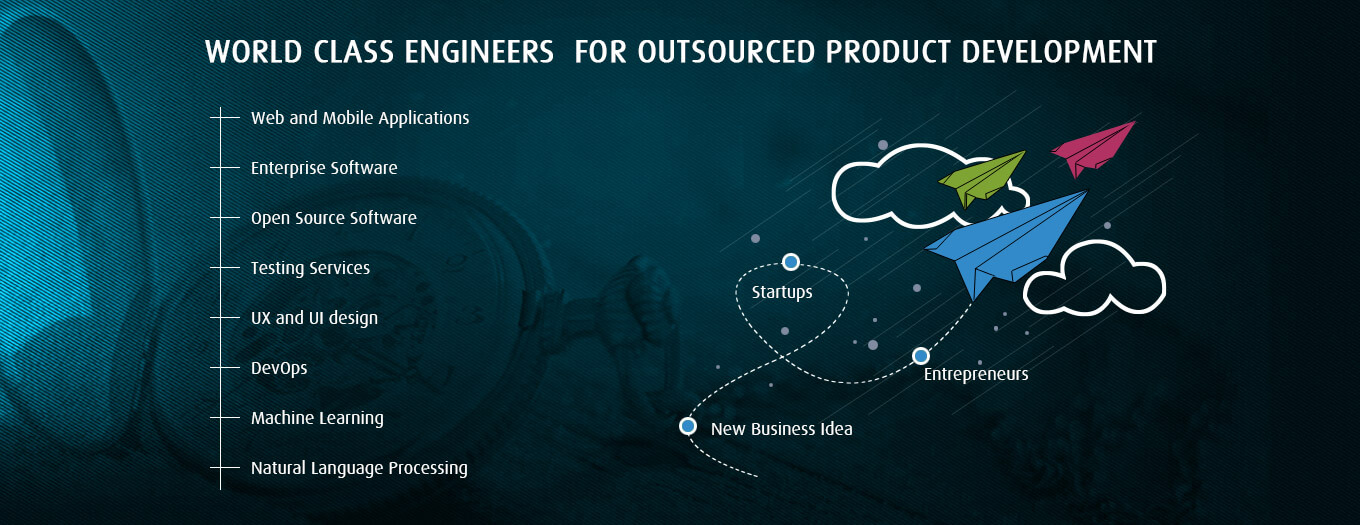 WORLD CLASS ENGINEERS  FOR OUTSOURCED PRODUCT DEVELOPMENT
Web and Mobile Applications
Enterprise Software
Open Source Software
Testing Services
UX and UI design
DevOps
Machine Learning
Natural Language Processing
Startups
Entrepreneurs
New Business Idea